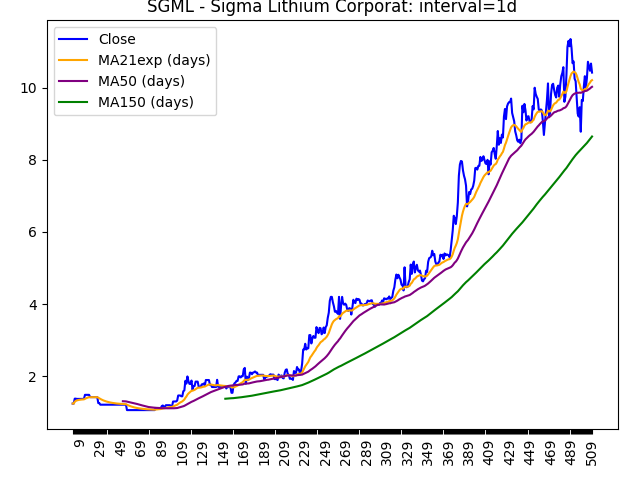 SGML - Sigma Lithium Corporat: interval=1d
Close
MA21exp (days)
MA50 (days)
MA150 (days)
10
8
6
4
2
9 29 49 69 89 109 129 149 169 189 209 229 249 269 289 309 329 349 369 389 409 429 449 469 489 509